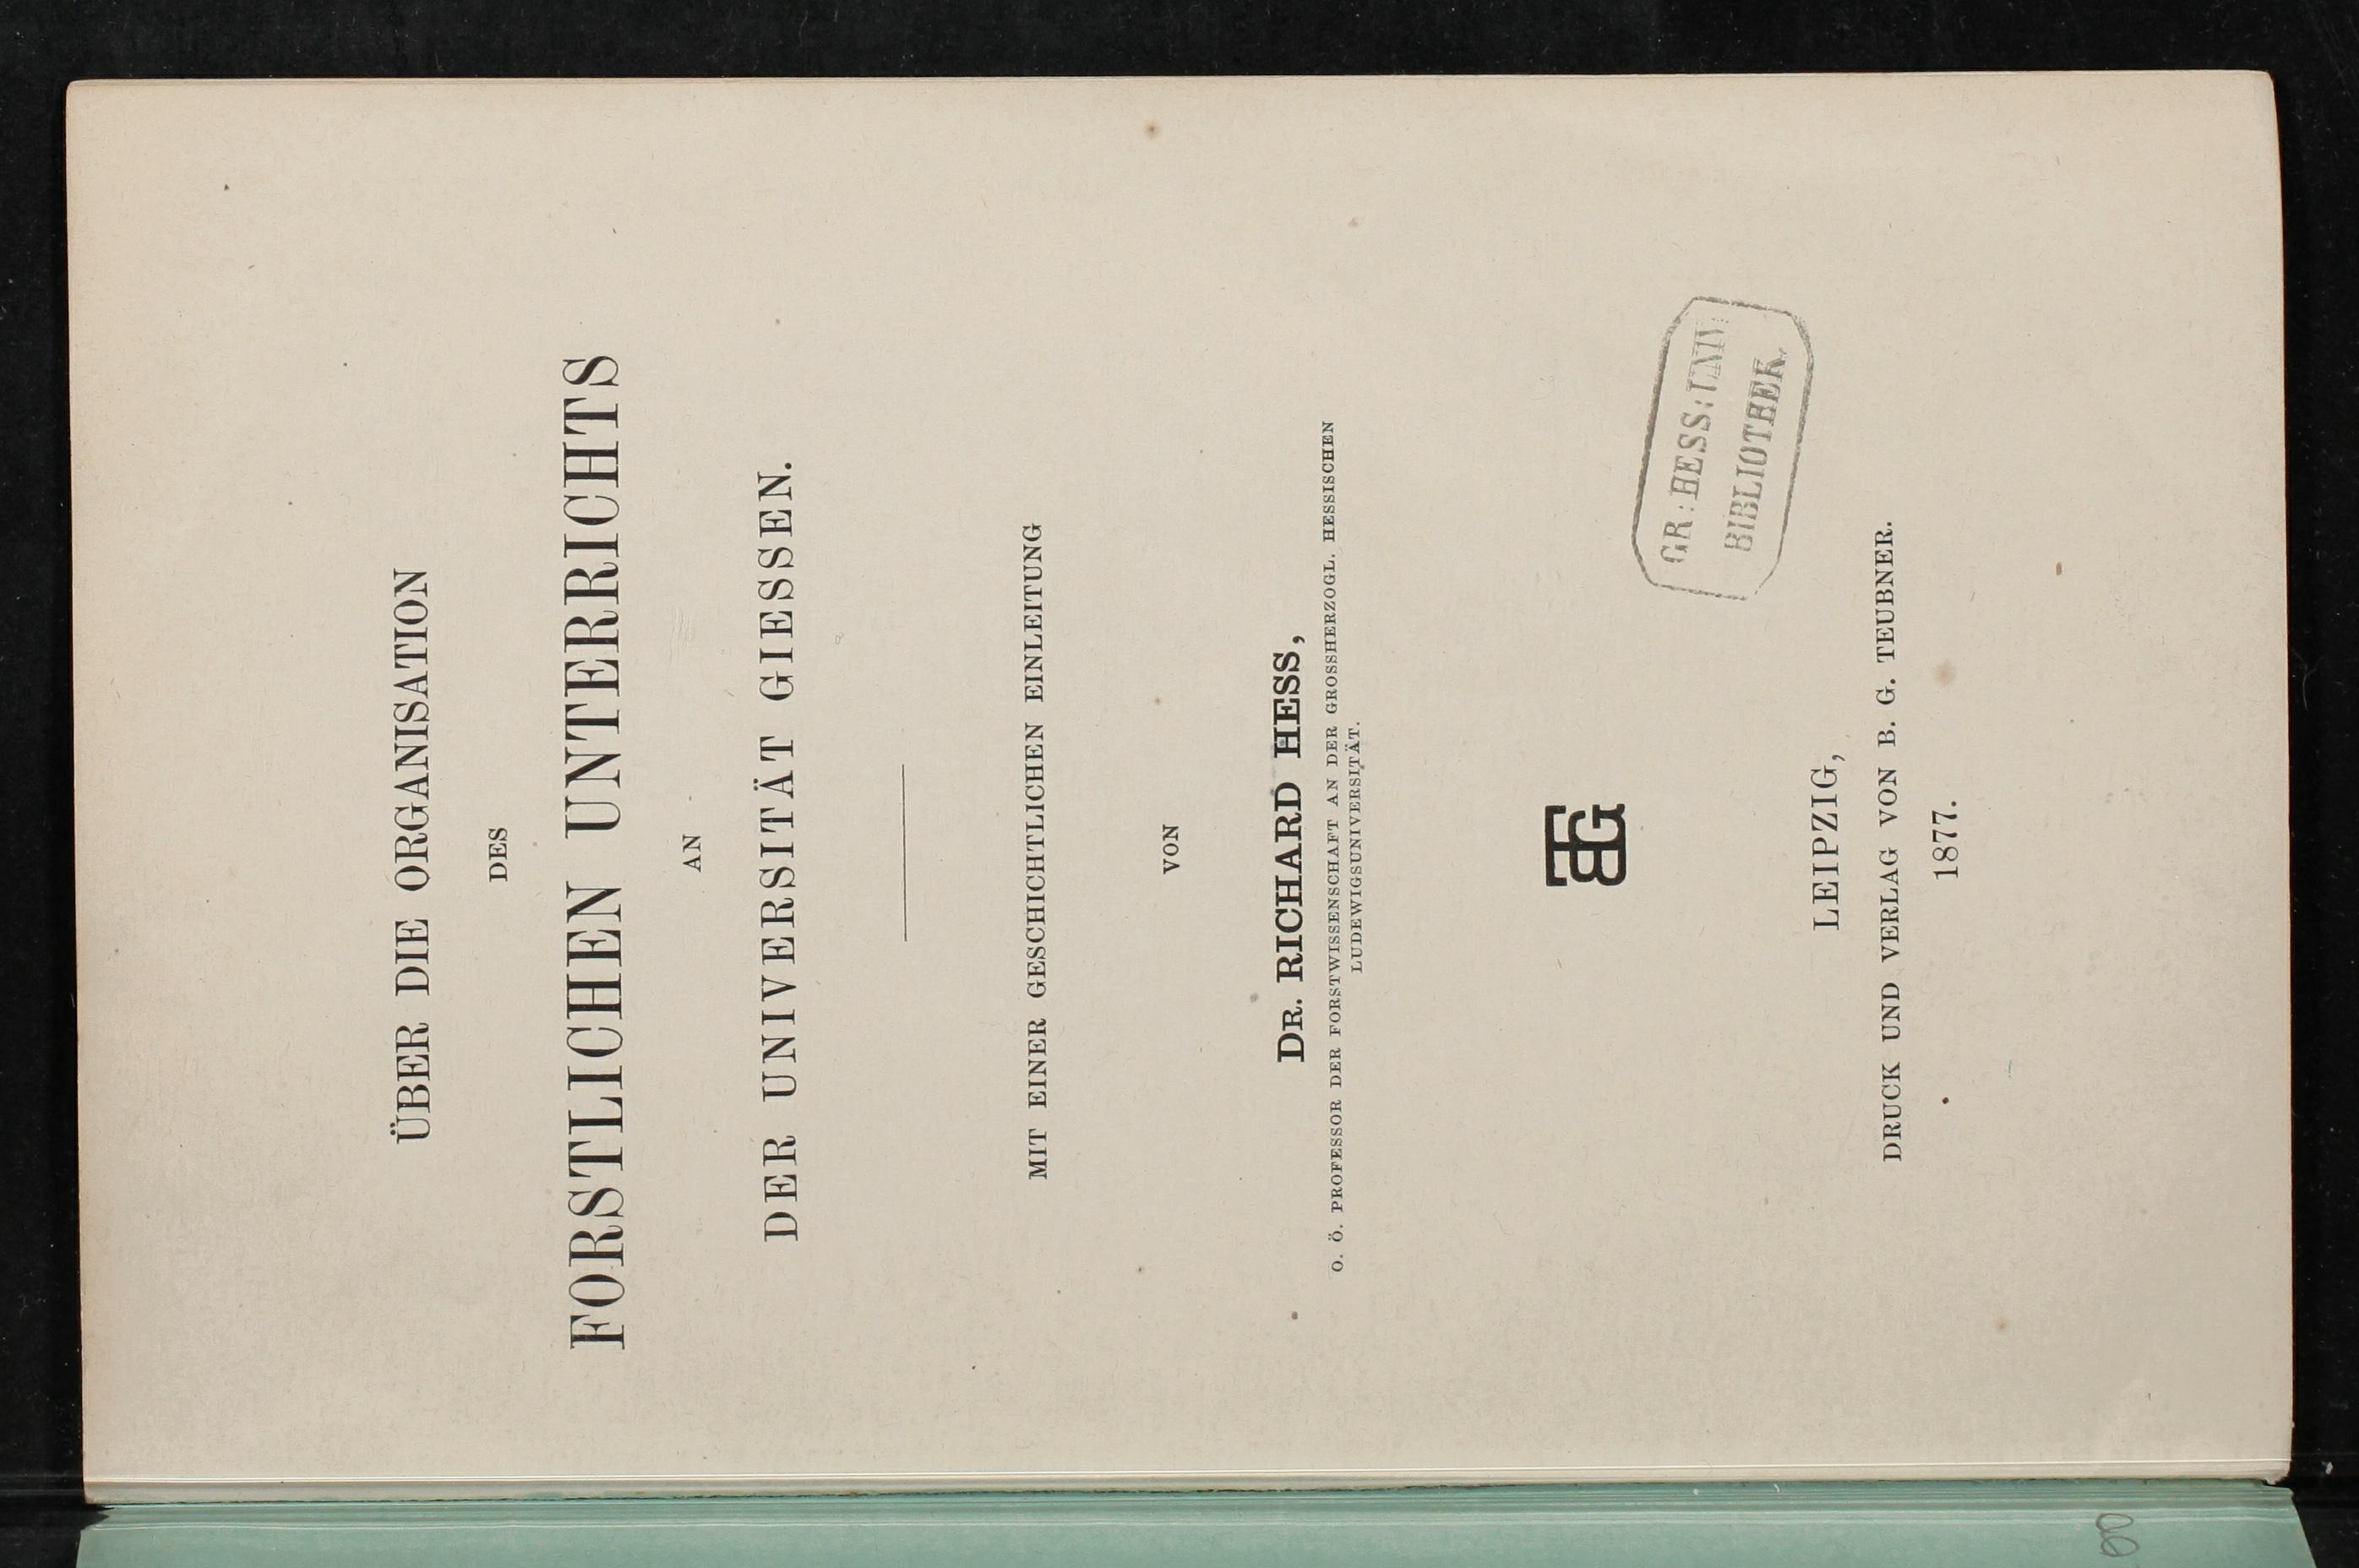 ÜBER DIE ORGANISATION
DES
FORSTLICHEN UNTERRICHTS
AN
DER UNIVERSITÄT GIESSEN.
MIT EINER GESCHICHTLICHEN EINLEITUNG
VON
DR. RICHARD HESS,
O. Ö. PROFESSOR DER FORSTWISSENSCHAFT AN DER GROSSHERZOGL. HESSISCHEN
LUDEWIGSUNIVERSITÄT.
BTG
GR: HESS: UNIV:
BIBLIOTHEK.
LEIPZIG,
DRUCK UND VERLAG VON B. G. TEUBNER.
1877.